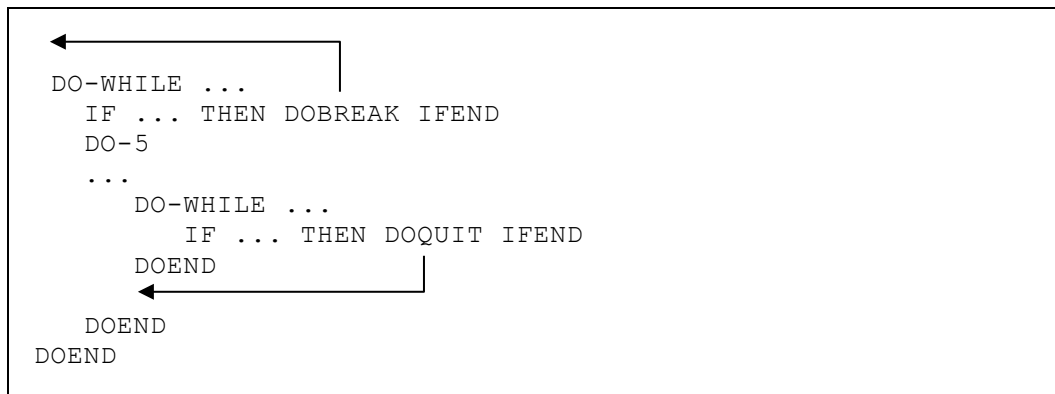 DO-WHILE ...
IF ... THEN DOBREAK IFEND
DO-5
...
DO-WHILE ...
IF ... THEN DOQUIT IFEND
DOEND
DOEND
DOEND